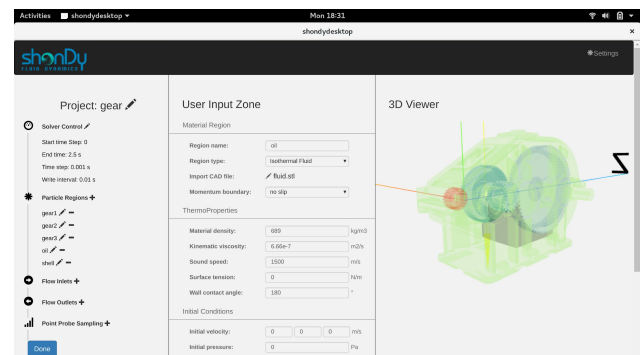 Activities shondydesktop Mon 18:31
shondydesktop ×
shonDy
FLUID DYNAMICS
Settings
Project: gear
Solver Control
Start time Step: 0
End time: 2.5 s
Time step: 0.001 s
Write interval: 0.01 s
Particle Regions
gear1
gear2
gear3
oil
shell
Flow Inlets
Flow Outlets
Point Probe Sampling
Done
User Input Zone
Material Region
Region name: oil
Region type: Isothermal Fluid
Import CAD file: fluid.stl
Momentum boundary: no slip
ThermoProperties
Material density: 689 kg/m3
Kinematic viscosity: 6.66e-7 m2/s
Sound speed: 1500 m/s
Surface tension: 0 N/m
Wall contact angle: 180 °
Initial Conditions
Initial velocity: 0 0 0 m/s
Initial pressure: 0 Pa
3D Viewer
Z